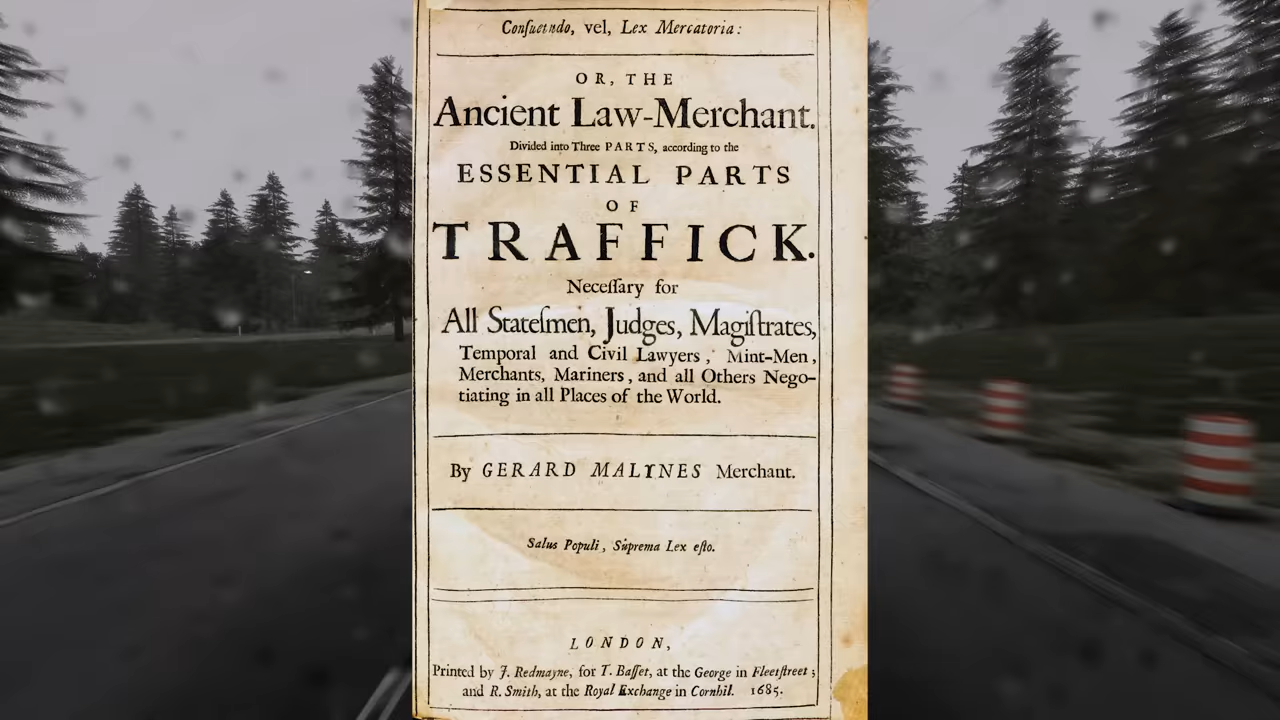 Conſuetudo, vel, Lex Mercatoria:
OR, THE
Ancient Law-Merchant.
Divided into Three PARTS, according to the
ESSENTIAL PARTS
OF
TRAFFICK.
Neceſſary for
All Stateſmen, Judges, Magiſtrates,
Temporal and Civil Lawyers, Mint-Men,
Merchants, Mariners, and all Others Nego-
tiating in all Places of the World.
By GERARD MALYNES Merchant.
Salus Populi, Suprema Lex eſto.
LONDON,
Printed by J. Redmayne, for T. Baſſet, at the George in Fleetſtreet;
and R. Smith, at the Royal Exchange in Cornhil. 1685.